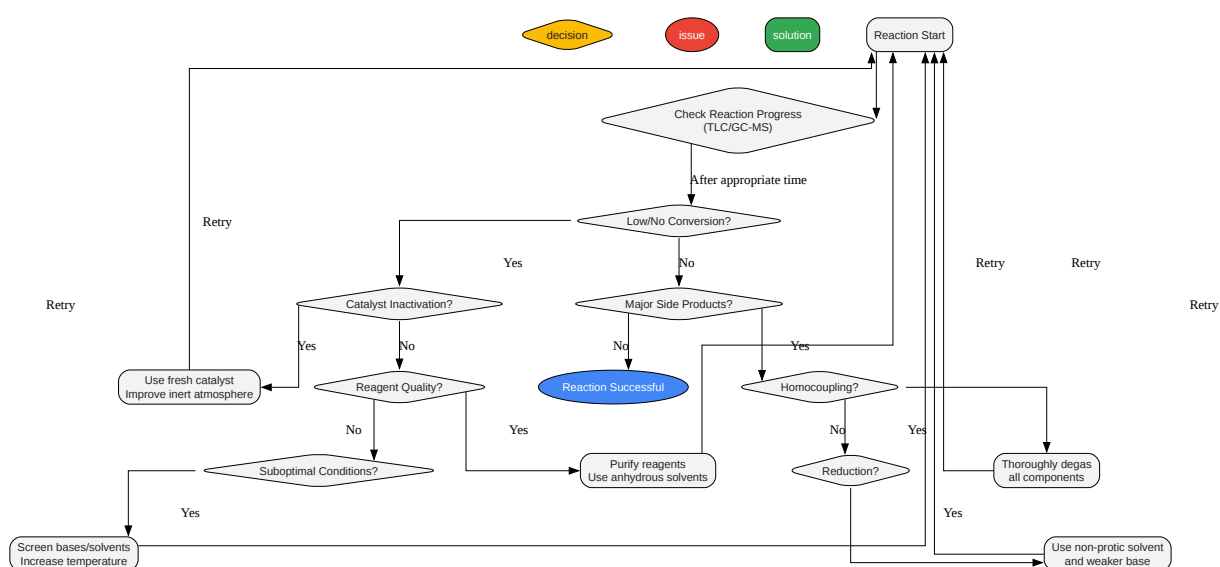 decision
issue
solution
Reaction Start
Check Reaction Progress
(TLC/GC-MS)
After appropriate time
Retry
Low/No Conversion?
Yes
No
Retry
Retry
Retry
Catalyst Inactivation?
Major Side Products?
Retry
Yes
No
No
Yes
Use fresh catalyst
Improve inert atmosphere
Reagent Quality?
Reaction Successful
Homocoupling?
No
Yes
No
Yes
Suboptimal Conditions?
Purify reagents
Use anhydrous solvents
Reduction?
Thoroughly degas
all components
Yes
Yes
Screen bases/solvents
Increase temperature
Use non-protic solvent
and weaker base